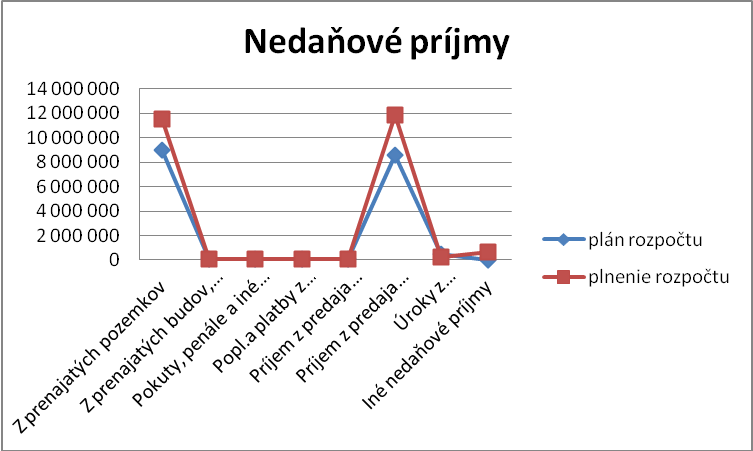 Nedaňové príjmy
14 000 000
12 000 000
10 000 000
8 000 000
6 000 000
4 000 000
2 000 000
0
Z prenajatých pozemkov
Z prenajatých budov,...
Pokuty, penále a iné...
Popl.a platby z...
Príjem z predaja...
Príjem z predaja...
Úroky z...
Iné nedaňové príjmy
plán rozpočtu
plnenie rozpočtu